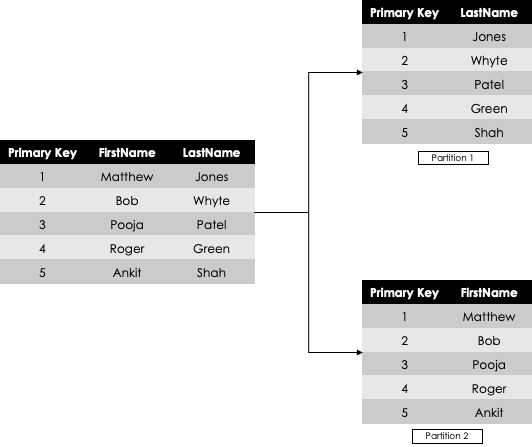 Primary Key FirstName LastName
1 Matthew Jones
2 Bob Whyte
3 Pooja Patel
4 Roger Green
5 Ankit Shah
Primary Key LastName
1 Jones
2 Whyte
3 Patel
4 Green
5 Shah
Partition 1
Primary Key FirstName
1 Matthew
2 Bob
3 Pooja
4 Roger
5 Ankit
Partition 2